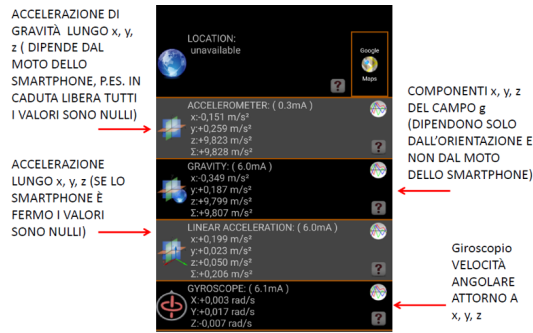 ACCELERAZIONE DI
GRAVITÀ LUNGO x, y,
z ( DIPENDE DAL
MOTO DELLO
SMARTPHONE, P.ES. IN
CADUTA LIBERA TUTTI
I VALORI SONO NULLI)
ACCELERAZIONE
LUNGO x, y, z (SE LO
SMARTPHONE È
FERMO I VALORI
SONO NULLI)
LOCATION:
unavailable
Google
Maps
?
ACCELEROMETER: ( 0.3mA )
x:-0,151 m/s²
y:+0,259 m/s²
z:+9,823 m/s²
Σ:+9,828 m/s²
?
GRAVITY: ( 6.0mA )
x:-0,349 m/s²
y:+0,187 m/s²
z:+9,799 m/s²
Σ:+9,807 m/s²
?
LINEAR ACCELERATION: ( 6.0mA )
x:+0,199 m/s²
y:+0,023 m/s²
z:+0,050 m/s²
Σ:+0,206 m/s²
?
GYROSCOPE: ( 6.1mA )
X:+0,003 rad/s
Y:+0,017 rad/s
Z:-0,007 rad/s
?
COMPONENTI x, y, z
DEL CAMPO g
(DIPENDONO SOLO
DALL'ORIENTAZIONE E
NON DAL MOTO
DELLO SMARTPHONE)
Giroscopio
VELOCITÀ
ANGOLARE
ATTORNO A
x, y, z